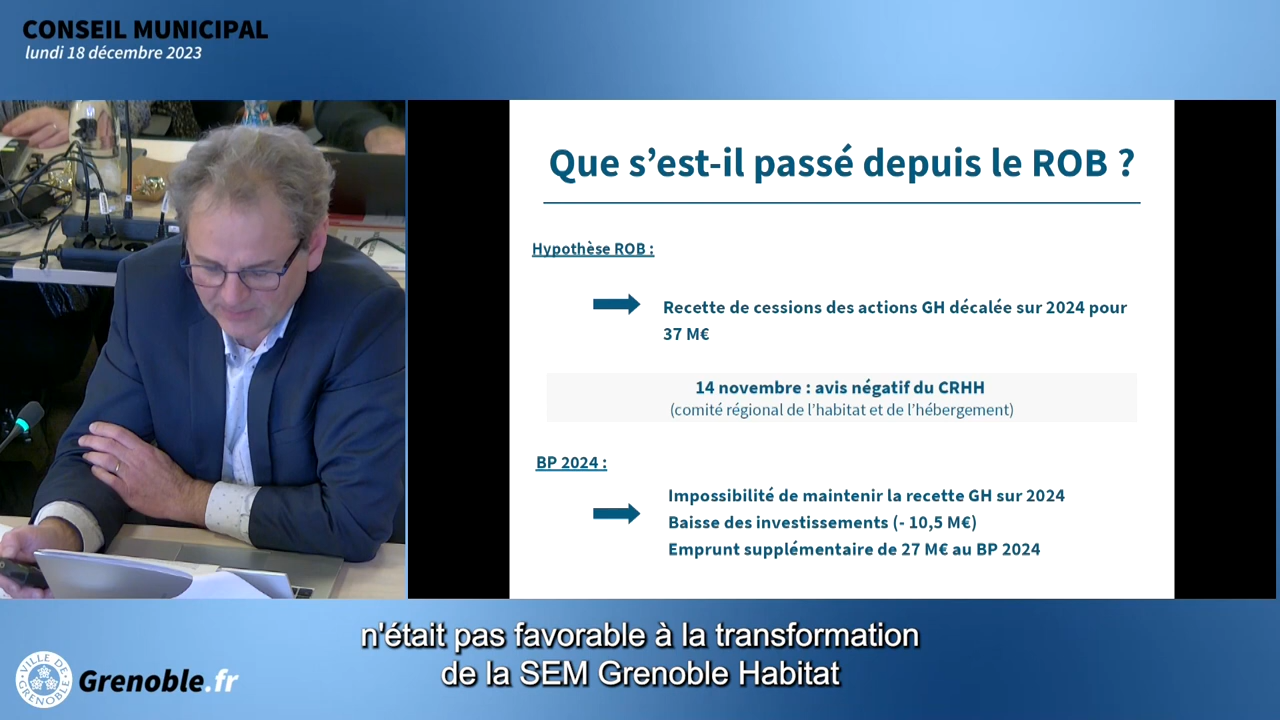 CONSEIL MUNICIPAL
lundi 18 décembre 2023
Que s’est-il passé depuis le ROB ?
Hypothèse ROB :
Recette de cessions des actions GH décalée sur 2024 pour
37 M€
14 novembre : avis négatif du CRHH
(comité régional de l’habitat et de l’hébergement)
BP 2024 :
Impossibilité de maintenir la recette GH sur 2024
Baisse des investissements (- 10,5 M€)
Emprunt supplémentaire de 27 M€ au BP 2024
n'était pas favorable à la transformation
de la SEM Grenoble Habitat
VILLE DE
GRENOBLE
Grenoble.fr